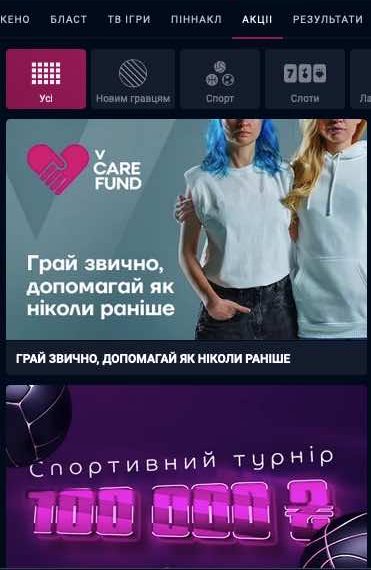 КЕНО БЛАСТ ТВ ІГРИ ПІННАКЛ АКЦІЇ РЕЗУЛЬТАТИ
Усі Новим гравцям Спорт Слоти
V
CARE
FUND
Грай звично,
допомагай як
ніколи раніше
ГРАЙ ЗВИЧНО, ДОПОМАГАЙ ЯК НІКОЛИ РАНІШЕ
Спортивний турнір
100 000 ₴